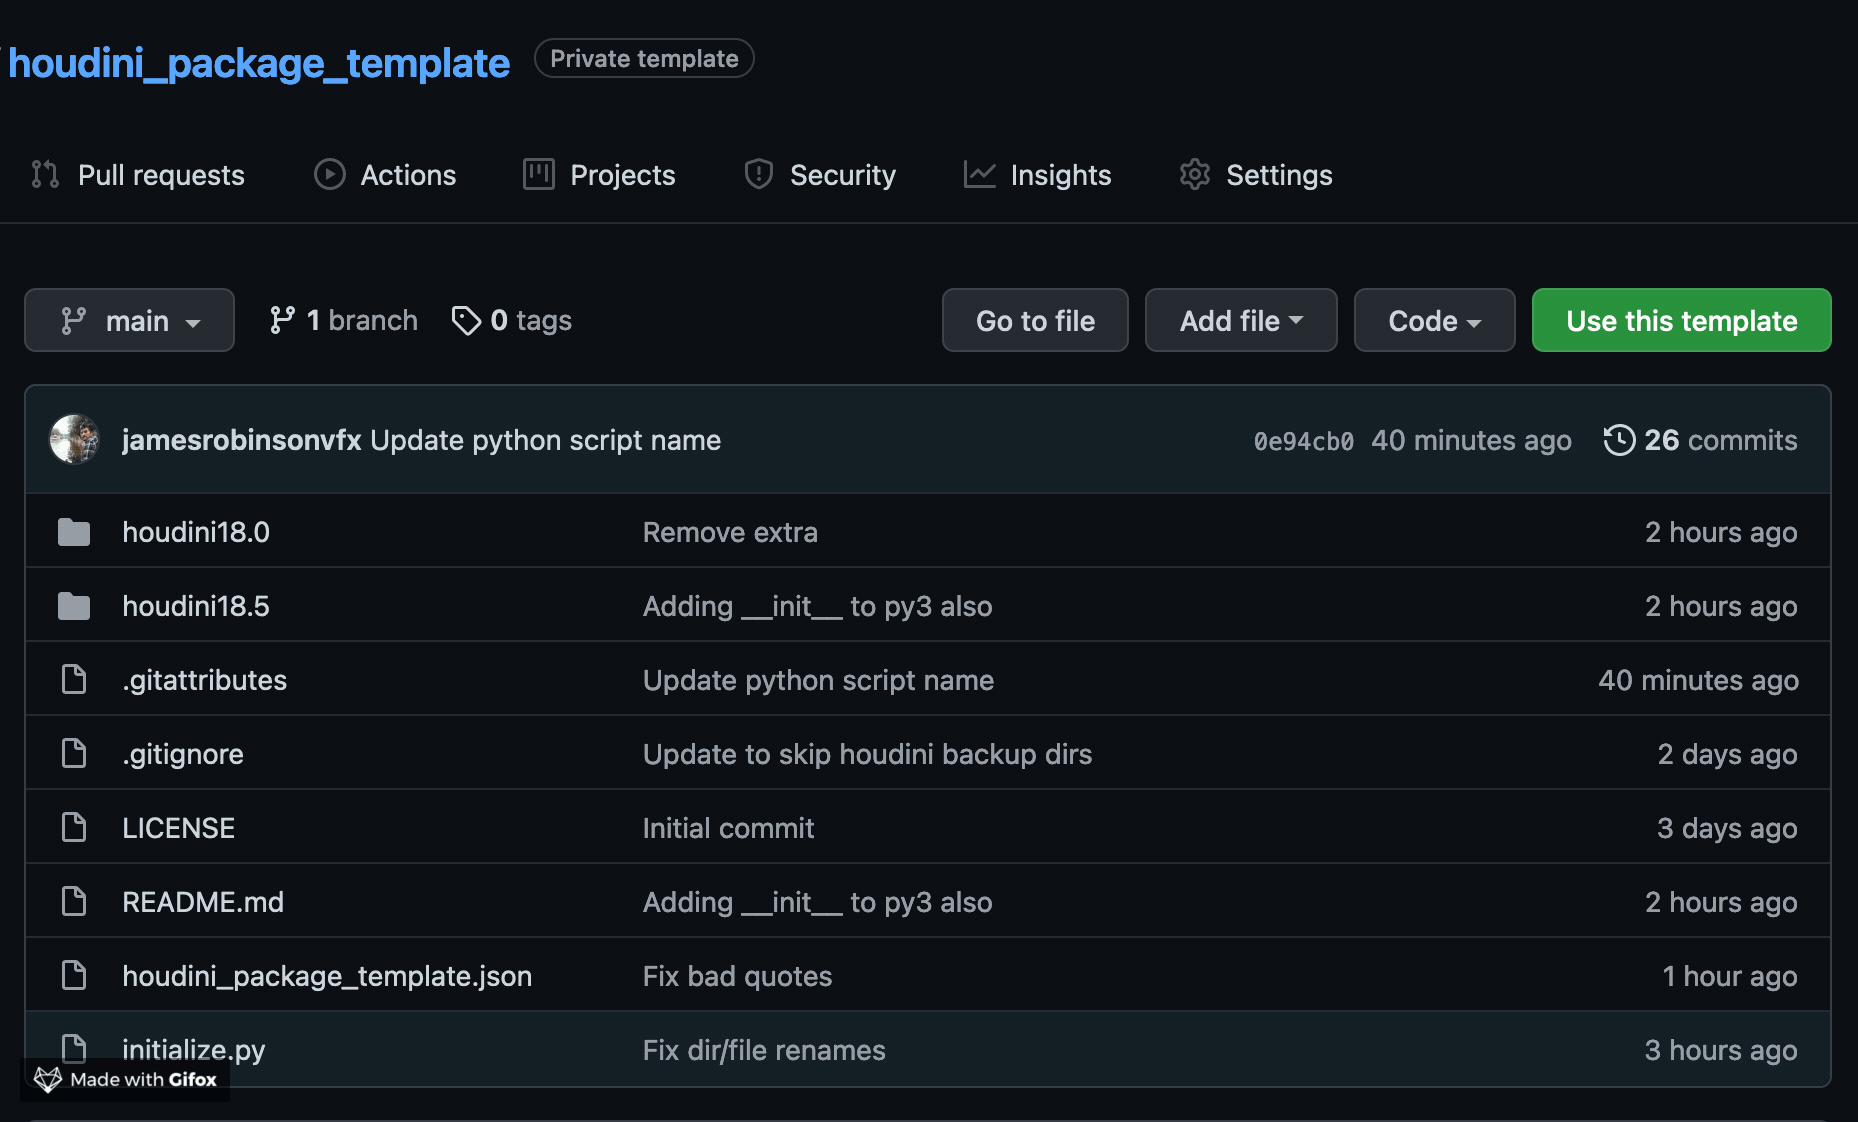 houdini_package_template Private template
Pull requests Actions Projects Security Insights Settings
main 1 branch 0 tags Go to file Add file Code Use this template
jamesrobinsonvfx Update python script name 0e94cb0 40 minutes ago 26 commits
houdini18.0 Remove extra 2 hours ago
houdini18.5 Adding __init__ to py3 also 2 hours ago
.gitattributes Update python script name 40 minutes ago
.gitignore Update to skip houdini backup dirs 2 days ago
LICENSE Initial commit 3 days ago
README.md Adding __init__ to py3 also 2 hours ago
houdini_package_template.json Fix bad quotes 1 hour ago
initialize.py Fix dir/file renames 3 hours ago
Made with Gifox